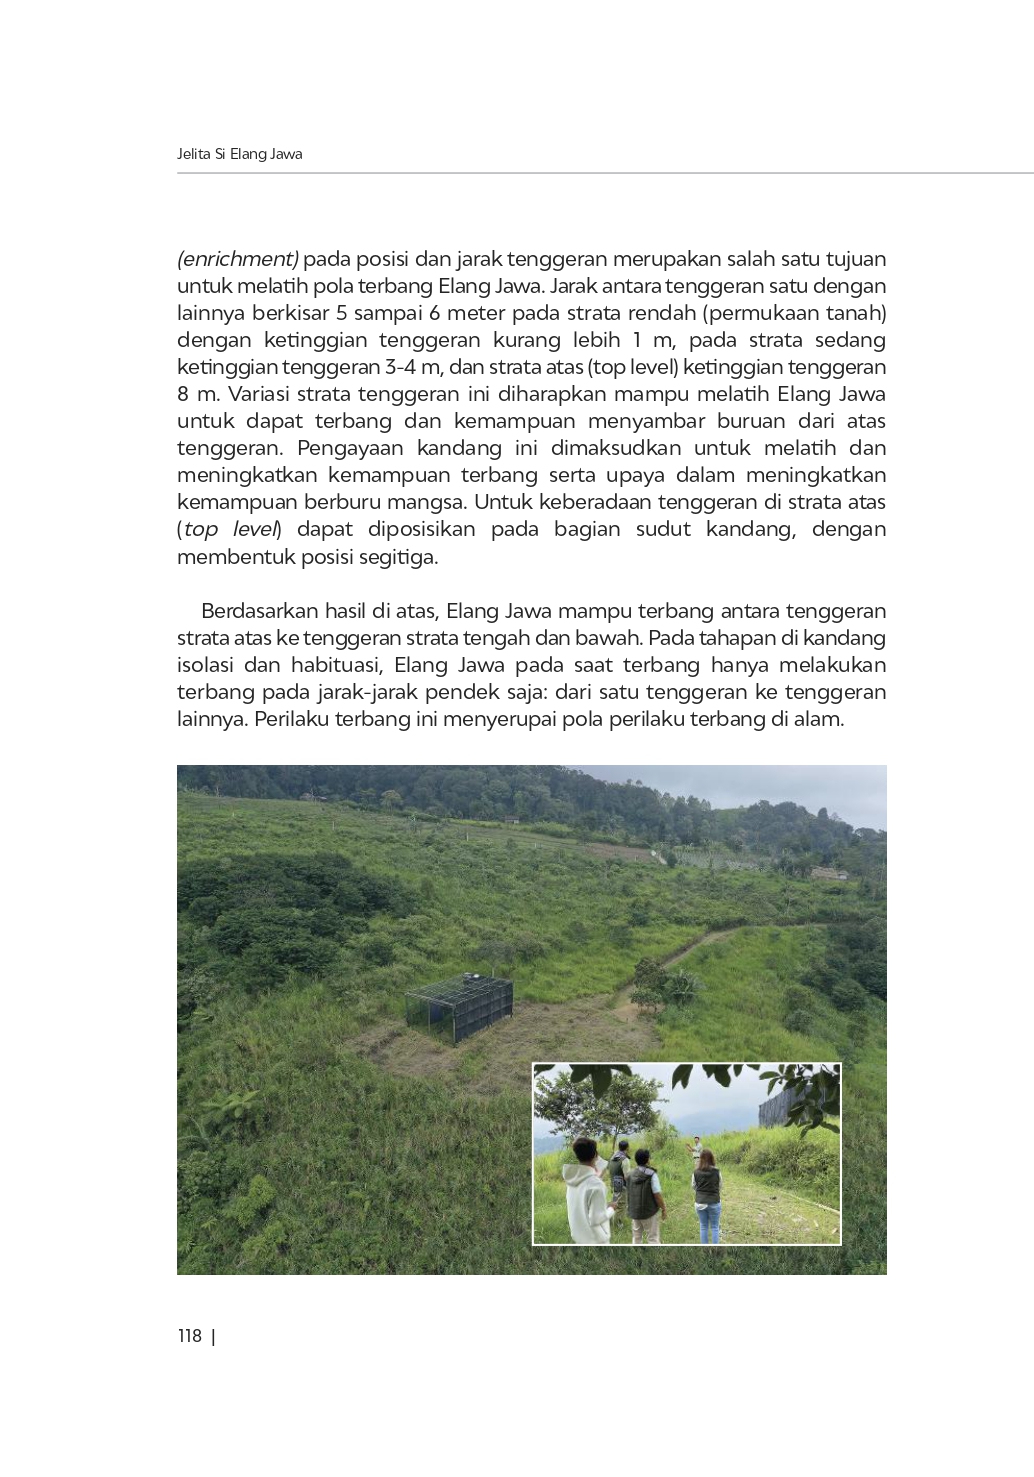 Jelita Si Elang Jawa
(enrichment) pada posisi dan jarak tenggeran merupakan salah satu tujuan
untuk melatih pola terbang Elang Jawa. Jarak antara tenggeran satu dengan
lainnya berkisar 5 sampai 6 meter pada strata rendah (permukaan tanah)
dengan ketinggian tenggeran kurang lebih 1 m, pada strata sedang
ketinggian tenggeran 3-4 m, dan strata atas (top level) ketinggian tenggeran
8 m. Variasi strata tenggeran ini diharapkan mampu melatih Elang Jawa
untuk dapat terbang dan kemampuan menyambar buruan dari atas
tenggeran. Pengayaan kandang ini dimaksudkan untuk melatih dan
meningkatkan kemampuan terbang serta upaya dalam meningkatkan
kemampuan berburu mangsa. Untuk keberadaan tenggeran di strata atas
(top level) dapat diposisikan pada bagian sudut kandang, dengan
membentuk posisi segitiga.
Berdasarkan hasil di atas, Elang Jawa mampu terbang antara tenggeran
strata atas ke tenggeran strata tengah dan bawah. Pada tahapan di kandang
isolasi dan habituasi, Elang Jawa pada saat terbang hanya melakukan
terbang pada jarak-jarak pendek saja: dari satu tenggeran ke tenggeran
lainnya. Perilaku terbang ini menyerupai pola perilaku terbang di alam.
118 |